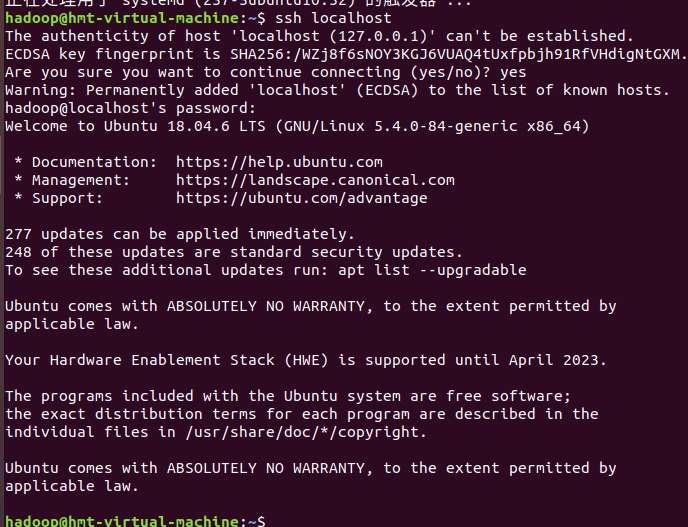 正在处理用于 systemd (237-3ubuntu10.52) 的触发器 ...
hadoop@hmt-virtual-machine:~$ ssh localhost
The authenticity of host 'localhost (127.0.0.1)' can't be established.
ECDSA key fingerprint is SHA256:/WZj8f6sNOY3KGJ6VUAQ4tUxfpbjh91RfVHdigNtGXM.
Are you sure you want to continue connecting (yes/no)? yes
Warning: Permanently added 'localhost' (ECDSA) to the list of known hosts.
hadoop@localhost's password:
Welcome to Ubuntu 18.04.6 LTS (GNU/Linux 5.4.0-84-generic x86_64)
* Documentation:  https://help.ubuntu.com
* Management:     https://landscape.canonical.com
* Support:        https://ubuntu.com/advantage
277 updates can be applied immediately.
248 of these updates are standard security updates.
To see these additional updates run: apt list --upgradable
Ubuntu comes with ABSOLUTELY NO WARRANTY, to the extent permitted by
applicable law.
Your Hardware Enablement Stack (HWE) is supported until April 2023.
The programs included with the Ubuntu system are free software;
the exact distribution terms for each program are described in the
individual files in /usr/share/doc/*/copyright.
Ubuntu comes with ABSOLUTELY NO WARRANTY, to the extent permitted by
applicable law.
hadoop@hmt-virtual-machine:~$